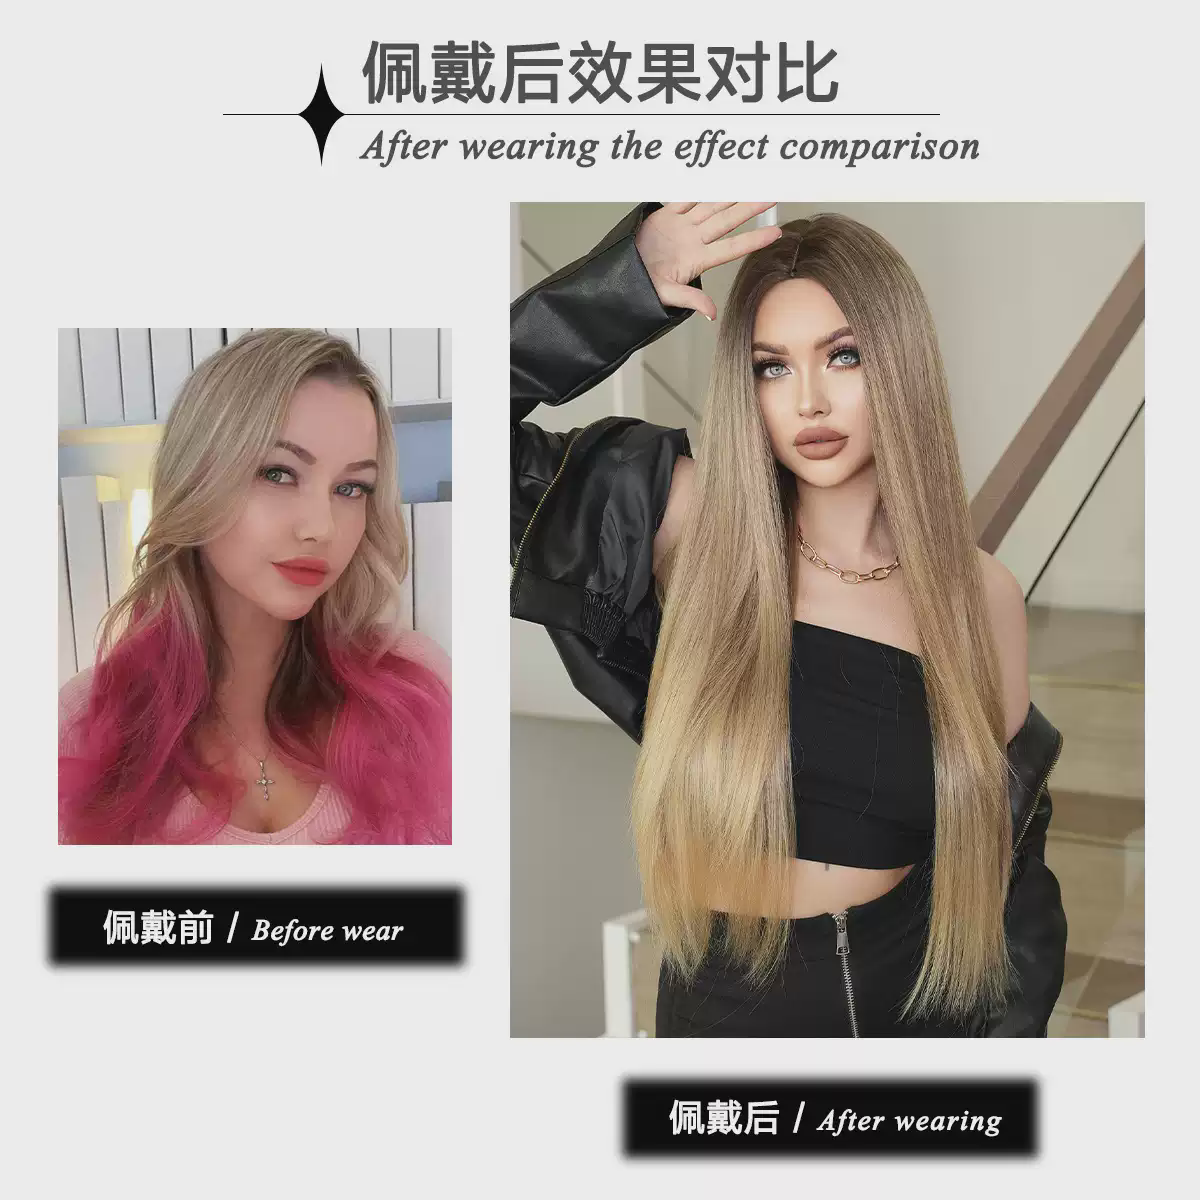 佩戴后效果对比
After wearing the effect comparison
佩戴前 / Before wear
佩戴后 / After wearing